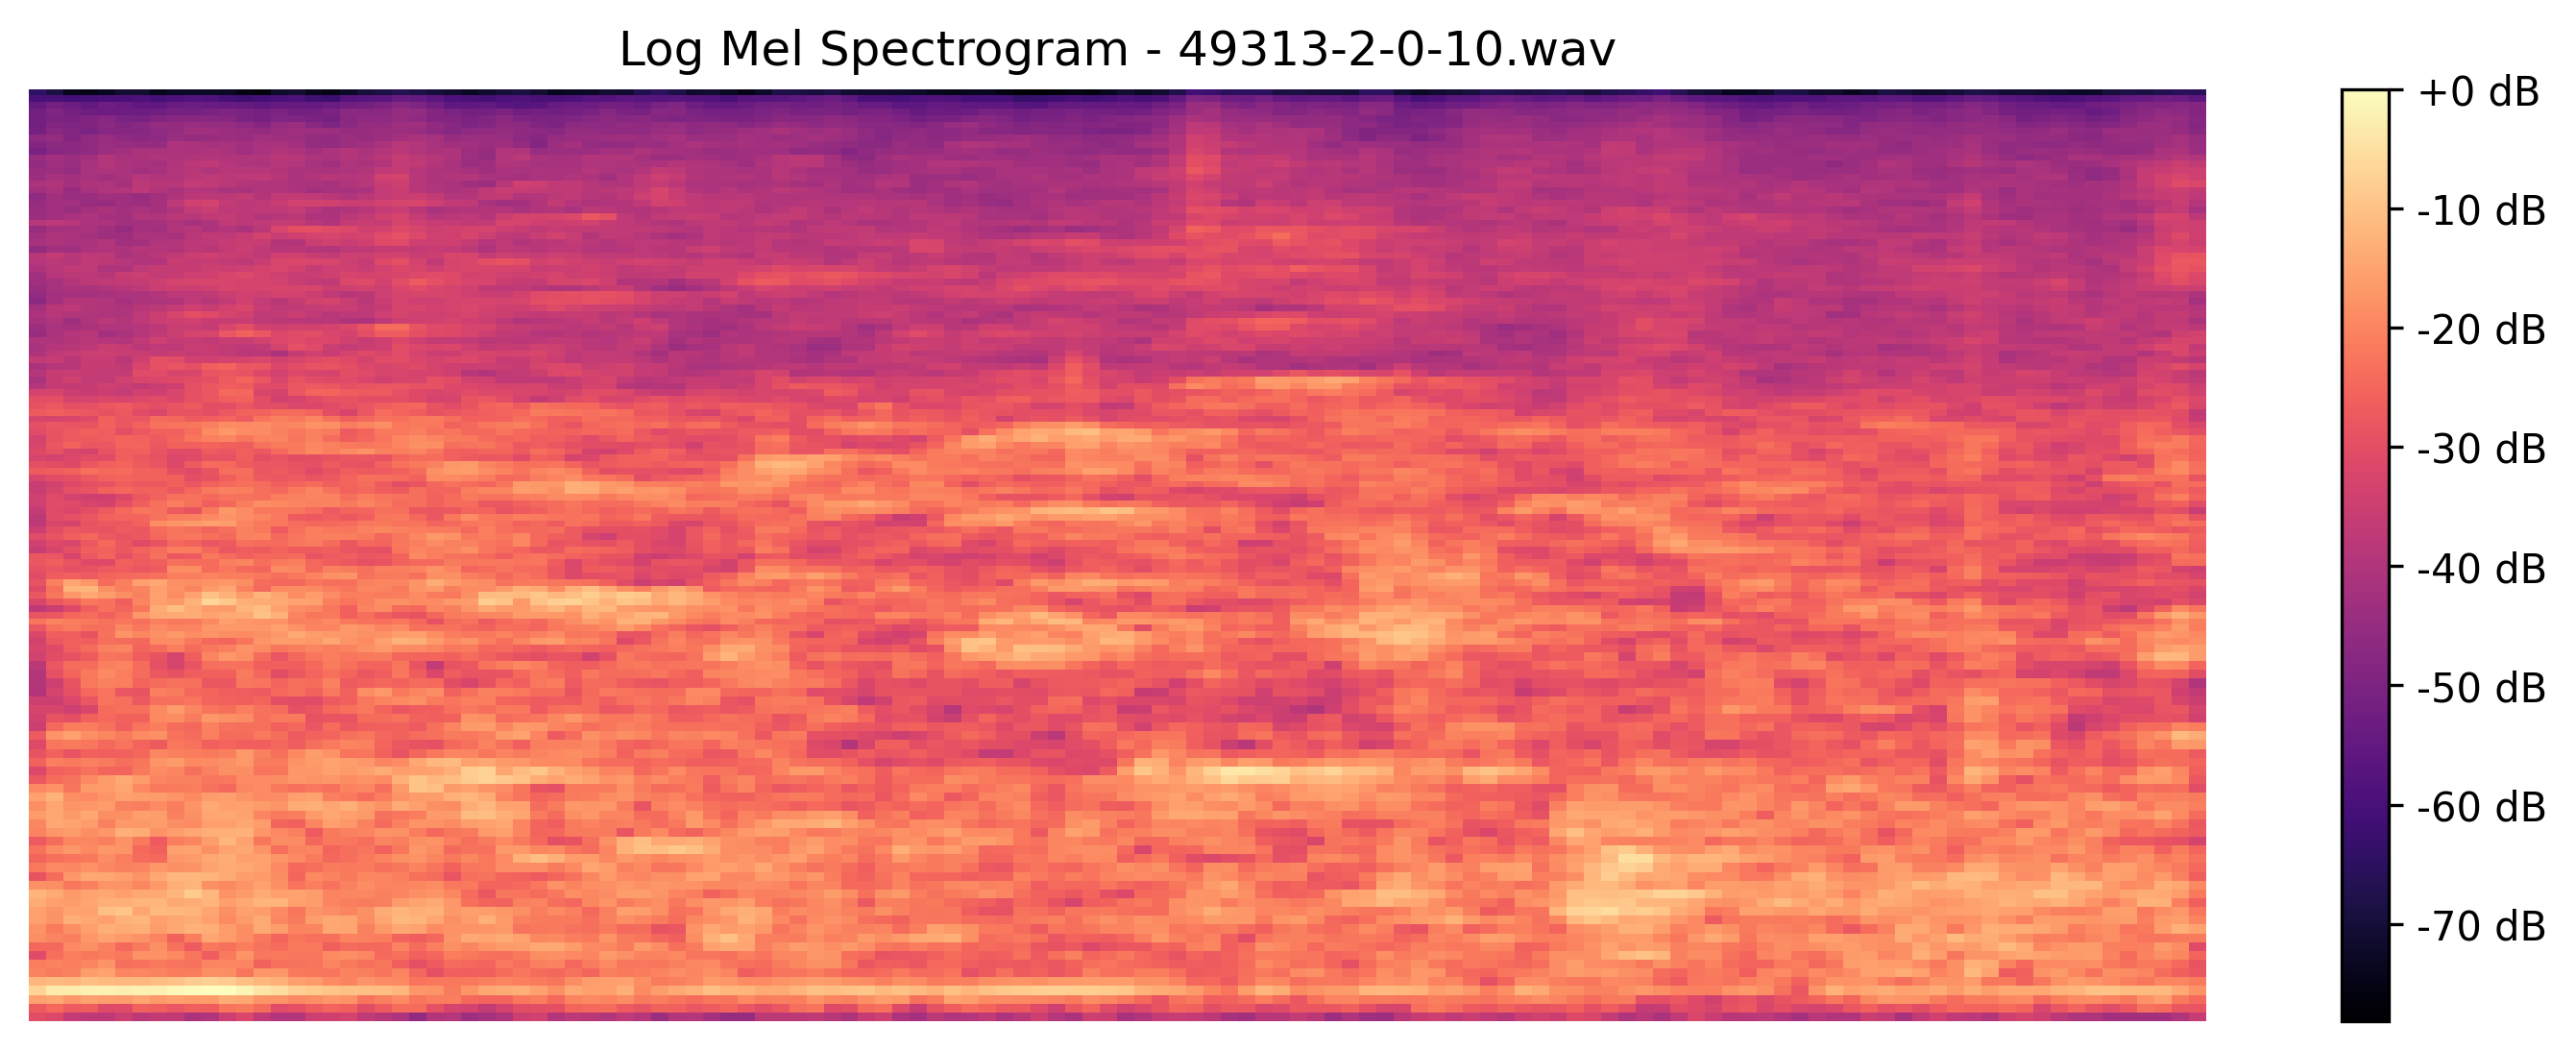 Log Mel Spectrogram - 49313-2-0-10.wav
+0 dB
-10 dB
-20 dB
-30 dB
-40 dB
-50 dB
-60 dB
-70 dB